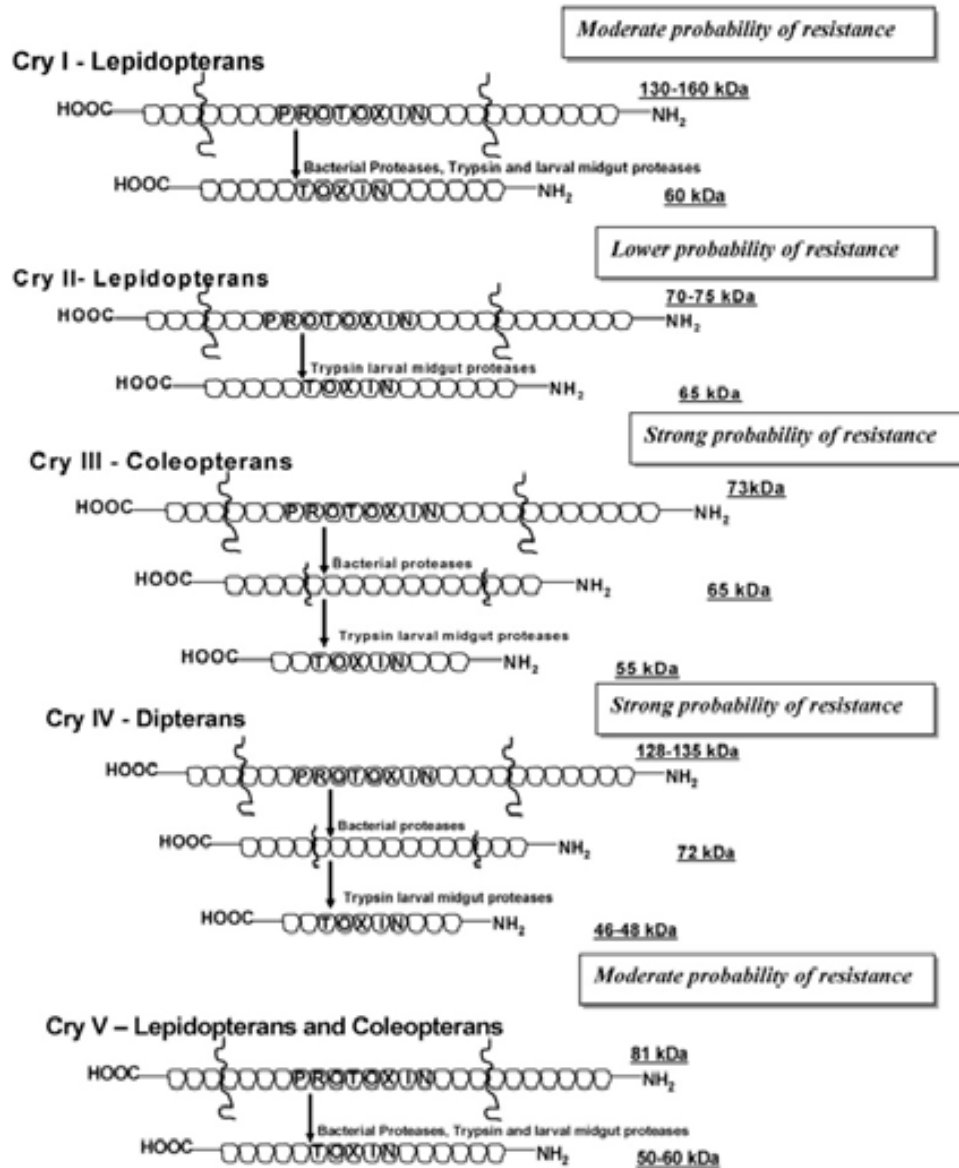 Moderate probability of resistance
Cry I - Lepidopterans
130-160 kDa
HOOC PROTOXIN NH2
Bacterial Proteases, Trypsin and larval midgut proteases
HOOC TOXIN NH2
60 kDa
Lower probability of resistance
Cry II- Lepidopterans
70-75 kDa
HOOC PROTOXIN NH2
Trypsin larval midgut proteases
HOOC TOXIN NH2
65 kDa
Strong probability of resistance
Cry III - Coleopterans
73kDa
HOOC PROTOXIN NH2
Bacterial proteases
HOOC NH2
65 kDa
Trypsin larval midgut proteases
HOOC TOXIN NH2
55 kDa
Strong probability of resistance
Cry IV - Dipterans
128-135 kDa
HOOC PROTOXIN NH2
Bacterial proteases
HOOC NH2
72 kDa
Trypsin larval midgut proteases
HOOC TOXIN NH2
46-48 kDa
Moderate probability of resistance
Cry V – Lepidopterans and Coleopterans
81 kDa
HOOC PROTOXIN NH2
Bacterial Proteases, Trypsin and larval midgut proteases
HOOC TOXIN NH2
50-60 kDa